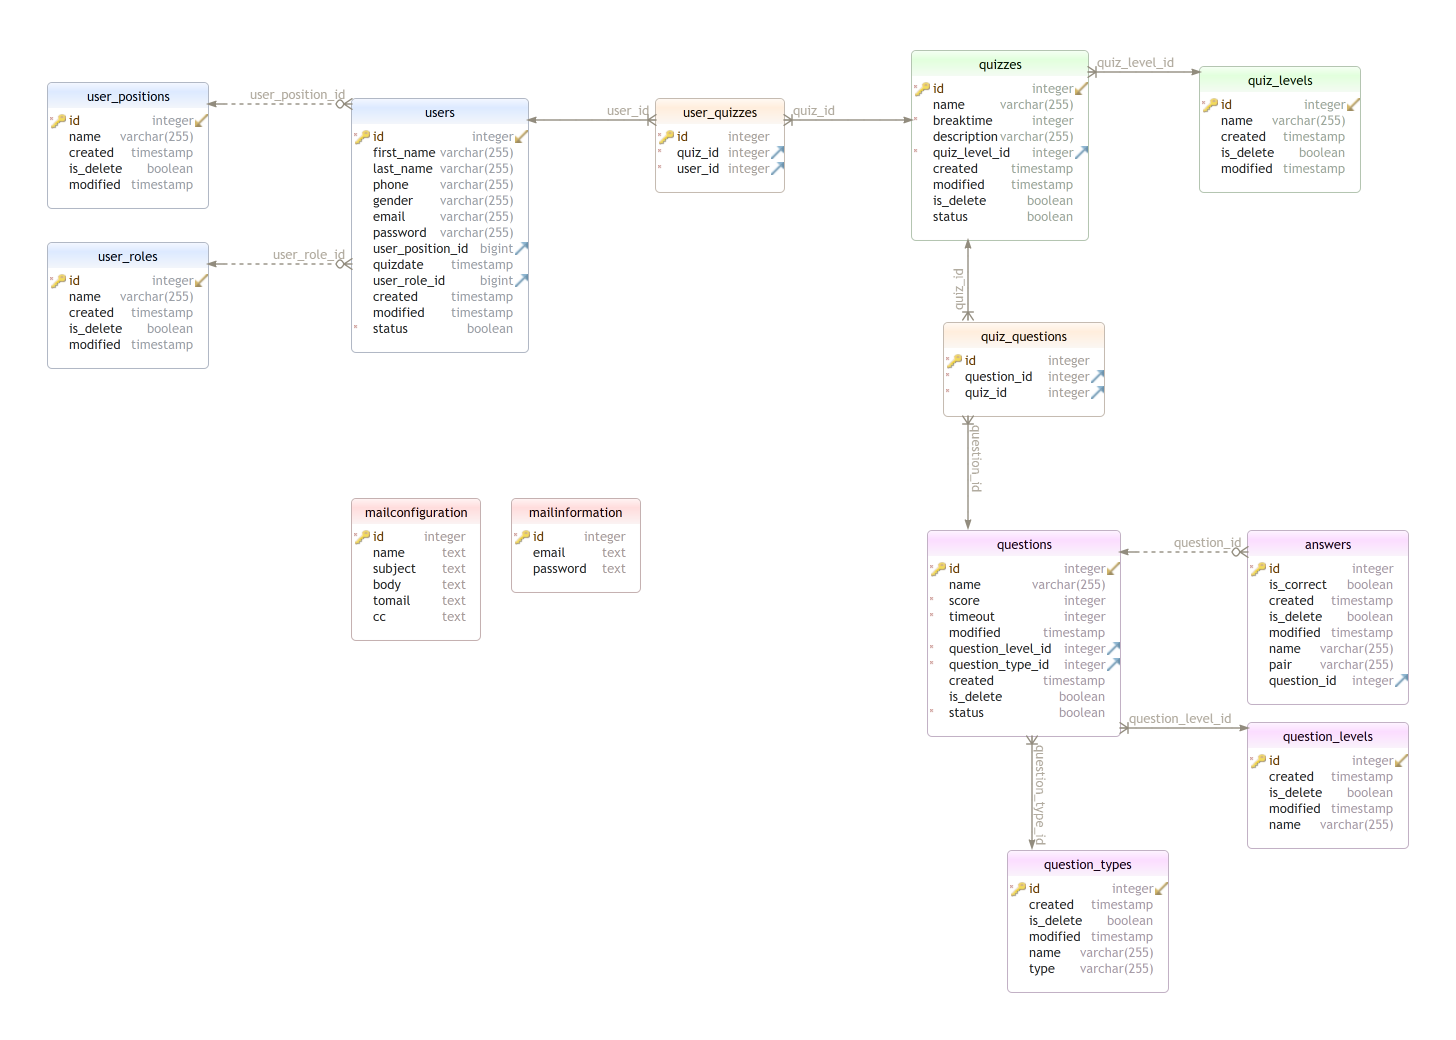 user_positions
id integer
name varchar(255)
created timestamp
is_delete boolean
modified timestamp
user_position_id
user_roles
id integer
name varchar(255)
created timestamp
is_delete boolean
modified timestamp
user_role_id
users
id integer
first_name varchar(255)
last_name varchar(255)
phone varchar(255)
gender varchar(255)
email varchar(255)
password varchar(255)
user_position_id bigint
quizdate timestamp
user_role_id bigint
created timestamp
modified timestamp
status boolean
user_id
user_quizzes
id integer
quiz_id integer
user_id integer
quiz_id
quizzes
id integer
name varchar(255)
breaktime integer
description varchar(255)
quiz_level_id integer
created timestamp
modified timestamp
is_delete boolean
status boolean
quiz_level_id
quiz_levels
id integer
name varchar(255)
created timestamp
is_delete boolean
modified timestamp
quiz_id
quiz_questions
id integer
question_id integer
quiz_id integer
question_id
mailconfiguration
id integer
name text
subject text
body text
tomail text
cc text
mailinformation
id integer
email text
password text
questions
id integer
name varchar(255)
score integer
timeout integer
modified timestamp
question_level_id integer
question_type_id integer
created timestamp
is_delete boolean
status boolean
question_id
answers
id integer
is_correct boolean
created timestamp
is_delete boolean
modified timestamp
name varchar(255)
pair varchar(255)
question_id integer
question_level_id
question_levels
id integer
created timestamp
is_delete boolean
modified timestamp
name varchar(255)
question_type_id
question_types
id integer
created timestamp
is_delete boolean
modified timestamp
name varchar(255)
type varchar(255)